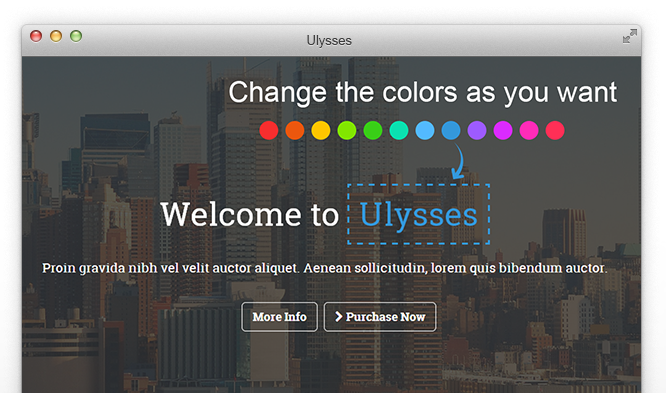 Ulysses
Change the colors as you want
Welcome to Ulysses
Proin gravida nibh vel velit auctor aliquet. Aenean sollicitudin, lorem quis bibendum auctor.
More Info
Purchase Now